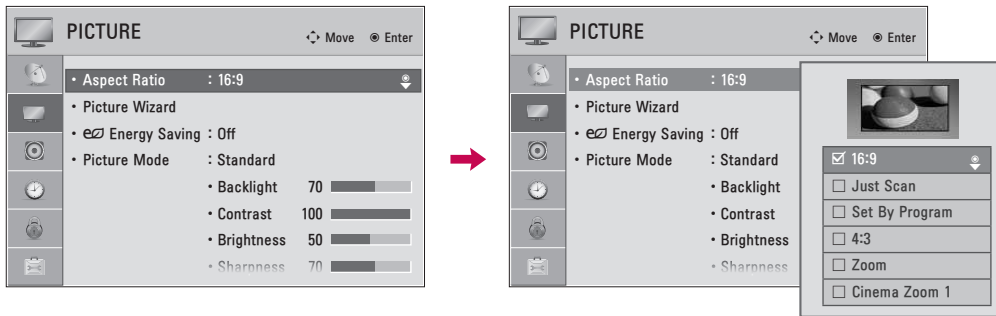 PICTURE
Move Enter
• Aspect Ratio : 16:9
• Picture Wizard
• Energy Saving : Off
• Picture Mode : Standard
• Backlight 70
• Contrast 100
• Brightness 50
• Sharpness 70
PICTURE
Move Enter
• Aspect Ratio : 16:9
• Picture Wizard
• Energy Saving : Off
• Picture Mode : Standard
• Backlight
• Contrast
• Brightness
• Sharpness
16:9
Just Scan
Set By Program
4:3
Zoom
Cinema Zoom 1